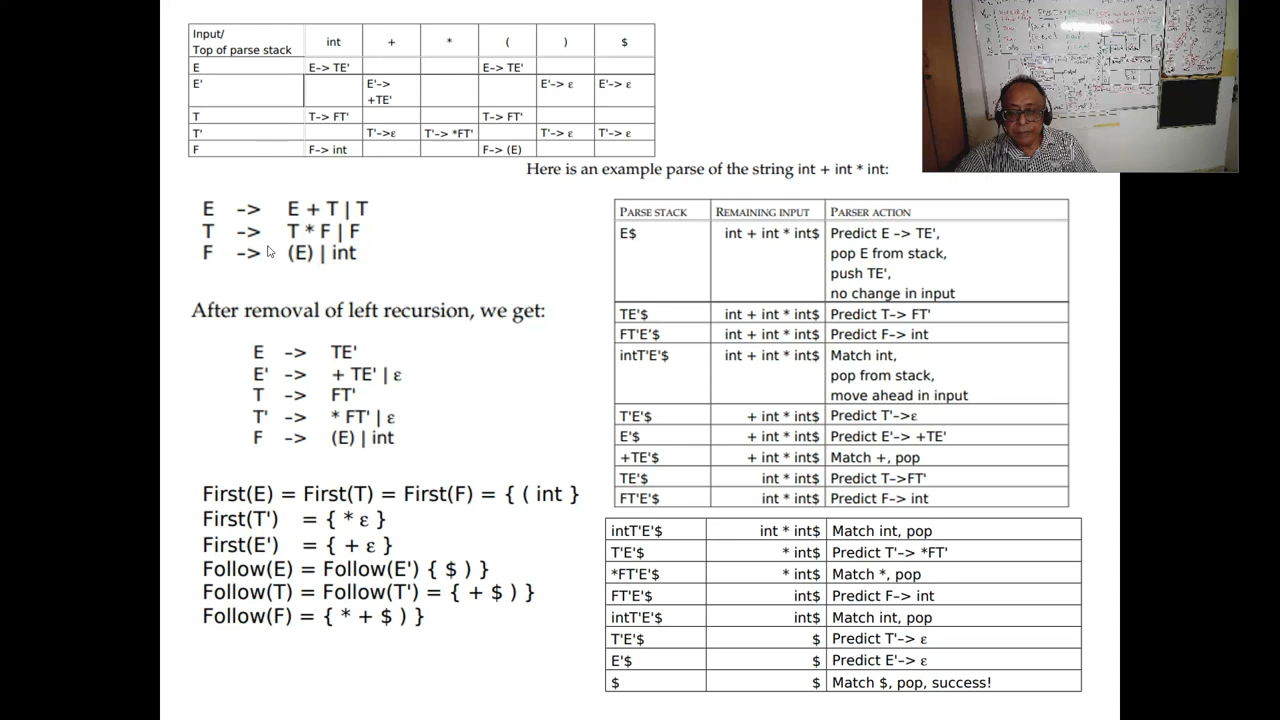 Input/ Top of parse stack int + * ( ) $
E E–> TE' E–> TE'
E' E'–> +TE' E'–> ε E'–> ε
T T–> FT' T–> FT'
T' T'–>ε T'–> *FT' T'–> ε T'–> ε
F F–> int F–> (E)
Here is an example parse of the string int + int * int:
E –> E + T | T
T –> T * F | F
F –> (E) | int
After removal of left recursion, we get:
E –> TE'
E' –> + TE' | ε
T –> FT'
T' –> * FT' | ε
F –> (E) | int
First(E) = First(T) = First(F) = { ( int }
First(T') = { * ε }
First(E') = { + ε }
Follow(E) = Follow(E') { $ ) }
Follow(T) = Follow(T') = { + $ ) }
Follow(F) = { * + $ ) }
PARSE STACK REMAINING INPUT PARSER ACTION
E$ int + int * int$ Predict E –> TE',
pop E from stack,
push TE',
no change in input
TE'$ int + int * int$ Predict T–> FT'
FT'E'$ int + int * int$ Predict F–> int
intT'E'$ int + int * int$ Match int,
pop from stack,
move ahead in input
T'E'$ + int * int$ Predict T'–>ε
E'$ + int * int$ Predict E'–> +TE'
+TE'$ + int * int$ Match +, pop
TE'$ int * int$ Predict T–>FT'
FT'E'$ int * int$ Predict F–> int
intT'E'$ int * int$ Match int, pop
T'E'$ * int$ Predict T'–> *FT'
*FT'E'$ * int$ Match *, pop
FT'E'$ int$ Predict F–> int
intT'E'$ int$ Match int, pop
T'E'$ $ Predict T'–> ε
E'$ $ Predict E'–> ε
$ $ Match $, pop, success!